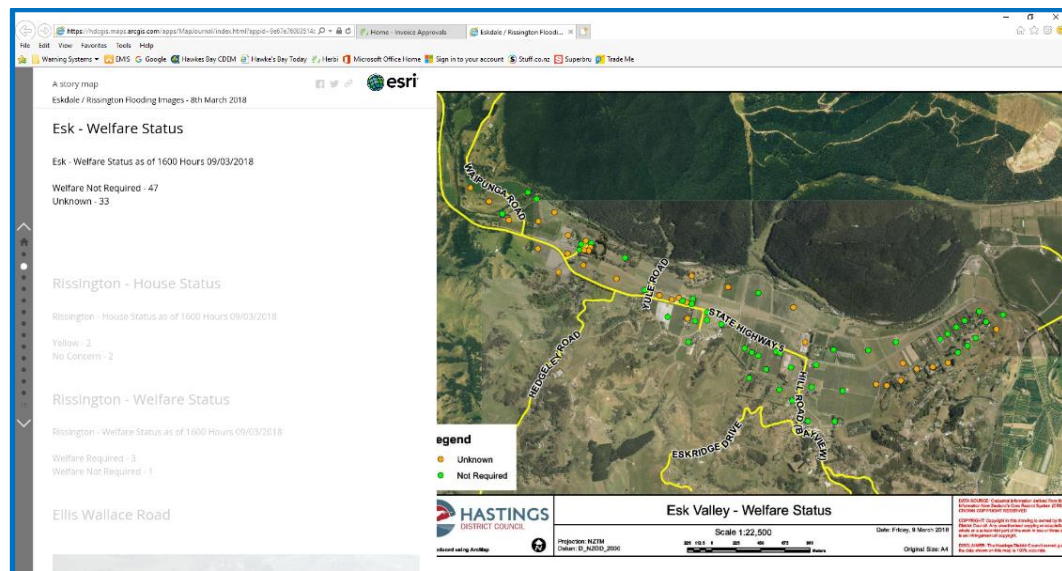 https://hdcgis.maps.arcgis.com/apps/MapJournal/index.html?appid=
Home - Invoice Approvals
Eskdale / Rissington Floodi...
File Edit View Favorites Tools Help
Warning Systems EMIS Google Hawkes Bay CDEM Hawke's Bay Today Herbi Microsoft Office Home Sign in to your account Stuff.co.nz Superbru Trade Me
A story map
esri
Eskdale / Rissington Flooding Images - 8th March 2018
Esk - Welfare Status
Esk - Welfare Status as of 1600 Hours 09/03/2018
Welfare Not Required - 47
Unknown - 33
Rissington - House Status
Rissington - House Status as of 1600 Hours 09/03/2018
Yellow - 2
No Concern - 2
Rissington - Welfare Status
Rissington - Welfare Status as of 1600 Hours 09/03/2018
Welfare Required - 3
Welfare Not Required - 1
Ellis Wallace Road
WAIPUNGA ROAD
YULE ROAD
HEDGELEY ROAD
STATE HIGHWAY 5
HILL ROAD
ESKRIDGE DRIVE
egend
Unknown
Not Required
HASTINGS
DISTRICT COUNCIL
oduced using ArcMap
Esk Valley - Welfare Status
Scale 1:22,500
Projection: NZTM
Datum: D_NZGD_2000
Meters
Date: Friday, 9 March 2018
Original Size: A4